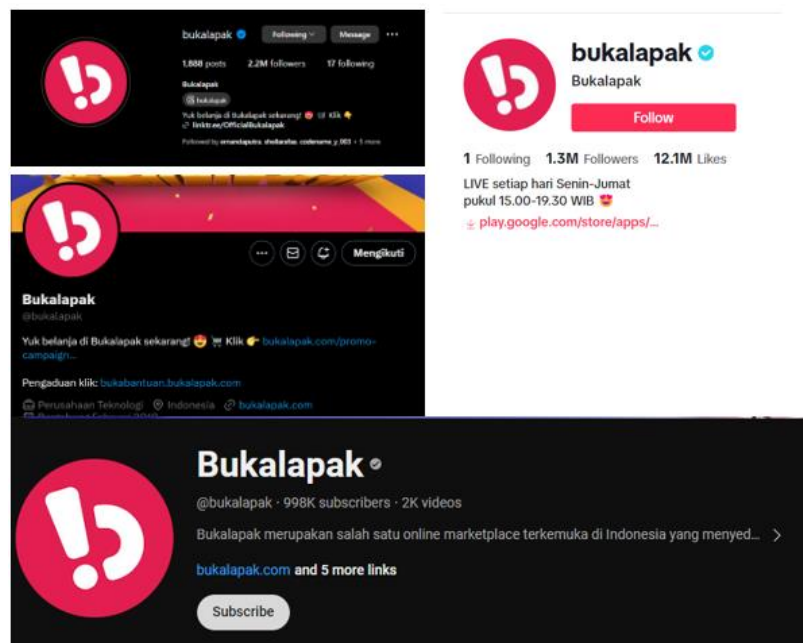 bukalapak
Following
Message
1,888 posts 2.2M followers 17 following
Bukalapak
bukalapak
Yuk belanja di Bukalapak sekarang! Klik
linktr.ee/OfficialBukalapak
Followed by + 5 more
bukalapak
Bukalapak
Follow
1 Following 1.3M Followers 12.1M Likes
LIVE setiap hari Senin-Jumat
pukul 15.00-19.30 WIB 😍
play.google.com/store/apps/...
Mengikuti
Bukalapak
@bukalapak
Yuk belanja di Bukalapak sekarang! 😍 🛒 Klik 👉 bukalapak.com/promo-
campaign...
Pengaduan klik: bukabantuan.bukalapak.com
Perusahaan Teknologi Indonesia bukalapak.com
Bukalapak
@bukalapak · 998K subscribers · 2K videos
Bukalapak merupakan salah satu online marketplace terkemuka di Indonesia yang menyed...
bukalapak.com and 5 more links
Subscribe